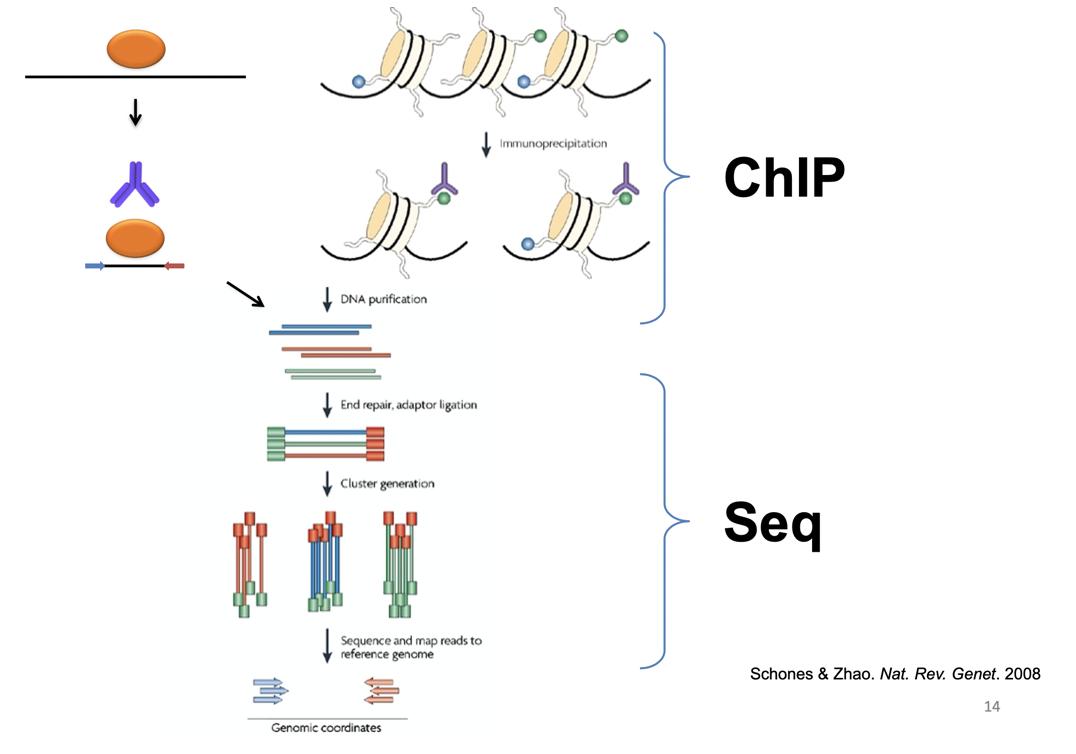 Immunoprecipitation
ChIP
DNA purification
End repair, adaptor ligation
Cluster generation
Seq
Sequence and map reads to
reference genome
Schones & Zhao. Nat. Rev. Genet. 2008
14
Genomic coordinates